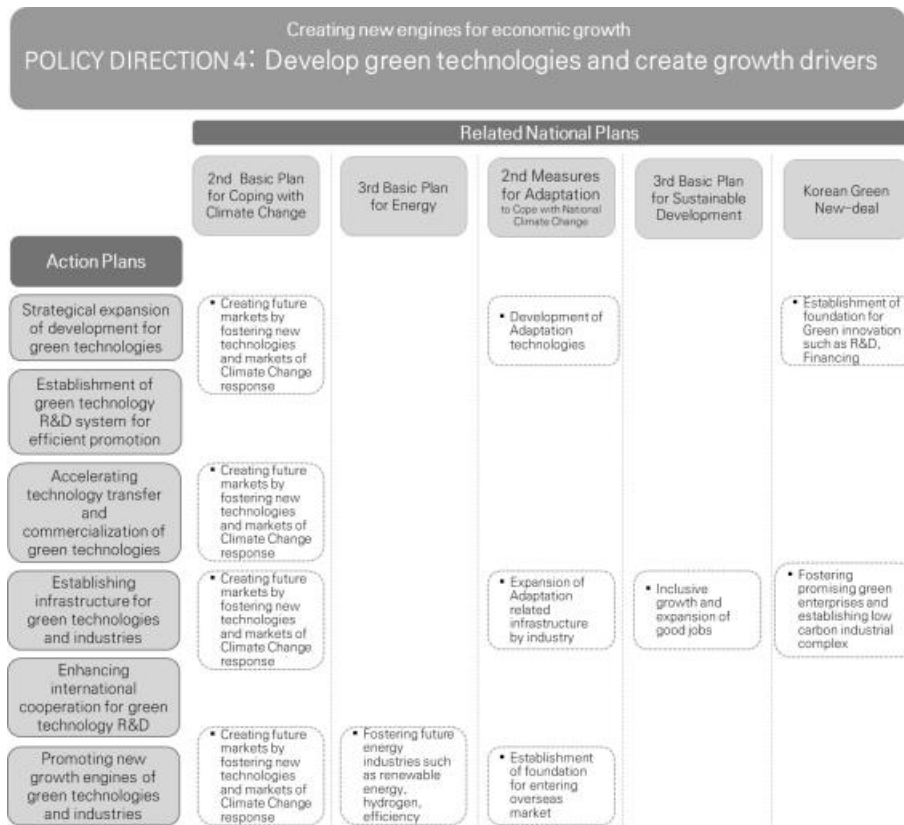 Creating new engines for economic growth
POLICY DIRECTION 4: Develop green technologies and create growth drivers
Related National Plans
2nd Basic Plan
for Coping with
Climate Change
3rd Basic Plan
for Energy
2nd Measures
for Adaptation
to Cope with National
Climate Change
3rd Basic Plan
for Sustainable
Development
Korean Green
New-deal
Action Plans
Strategical expansion
of development for
green technologies
▪ Creating future
markets by
fostering new
technologies
and markets of
Climate Change
response
▪ Development of
Adaptation
technologies
▪ Establishment of
foundation for
Green innovation
such as R&D,
Financing
Establishment of
green technology
R&D system for
efficient promotion
Accelerating
technology transfer
and
commercialization of
green technologies
▪ Creating future
markets by
fostering new
technologies
and markets of
Climate Change
response
Establishing
infrastructure for
green technologies
and industries
▪ Creating future
markets by
fostering new
technologies
and markets of
Climate Change
response
▪ Expansion of
Adaptation
related
infrastructure
by industry
▪ Inclusive
growth and
expansion of
good jobs
▪ Fostering
promising green
enterprises and
establishing low
carbon industrial
complex
Enhancing
international
cooperation for green
technology R&D
Promoting new
growth engines of
green technologies
and industries
▪ Creating future
markets by
fostering new
technologies
and markets of
Climate Change
response
▪ Fostering future
energy
industries such
as renewable
energy,
hydrogen,
efficiency
▪ Establishment
of foundation
for entering
overseas
market